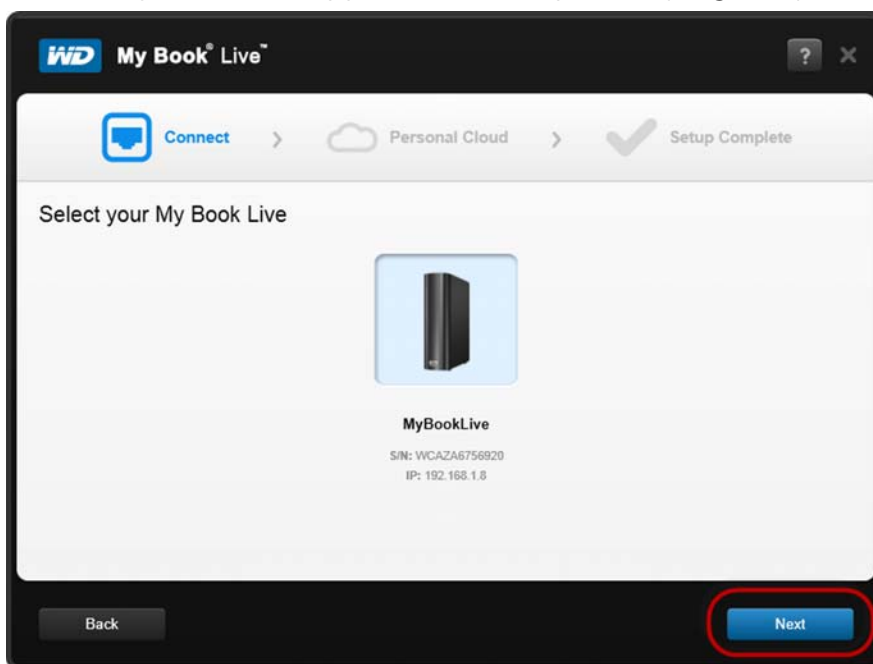 WD My Book® Live™ ? ×
Connect > Personal Cloud > Setup Complete
Select your My Book Live
MyBookLive
S/N: WCAZA6756920
IP: 192.168.1.8
Back Next